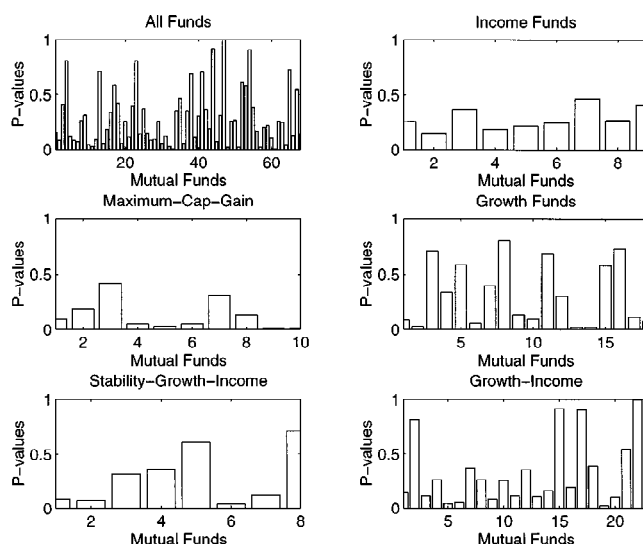 All Funds
1
0.5
0
P-values
20 40 60
Mutual Funds
Income Funds
1
0.5
0
P-values
2 4 6 8
Mutual Funds
Maximum-Cap-Gain
1
0.5
0
P-values
2 4 6 8 10
Mutual Funds
Growth Funds
1
0.5
0
P-values
5 10 15
Mutual Funds
Stability-Growth-Income
1
0.5
0
P-values
2 4 6 8
Mutual Funds
Growth-Income
1
0.5
0
P-values
5 10 15 20
Mutual Funds